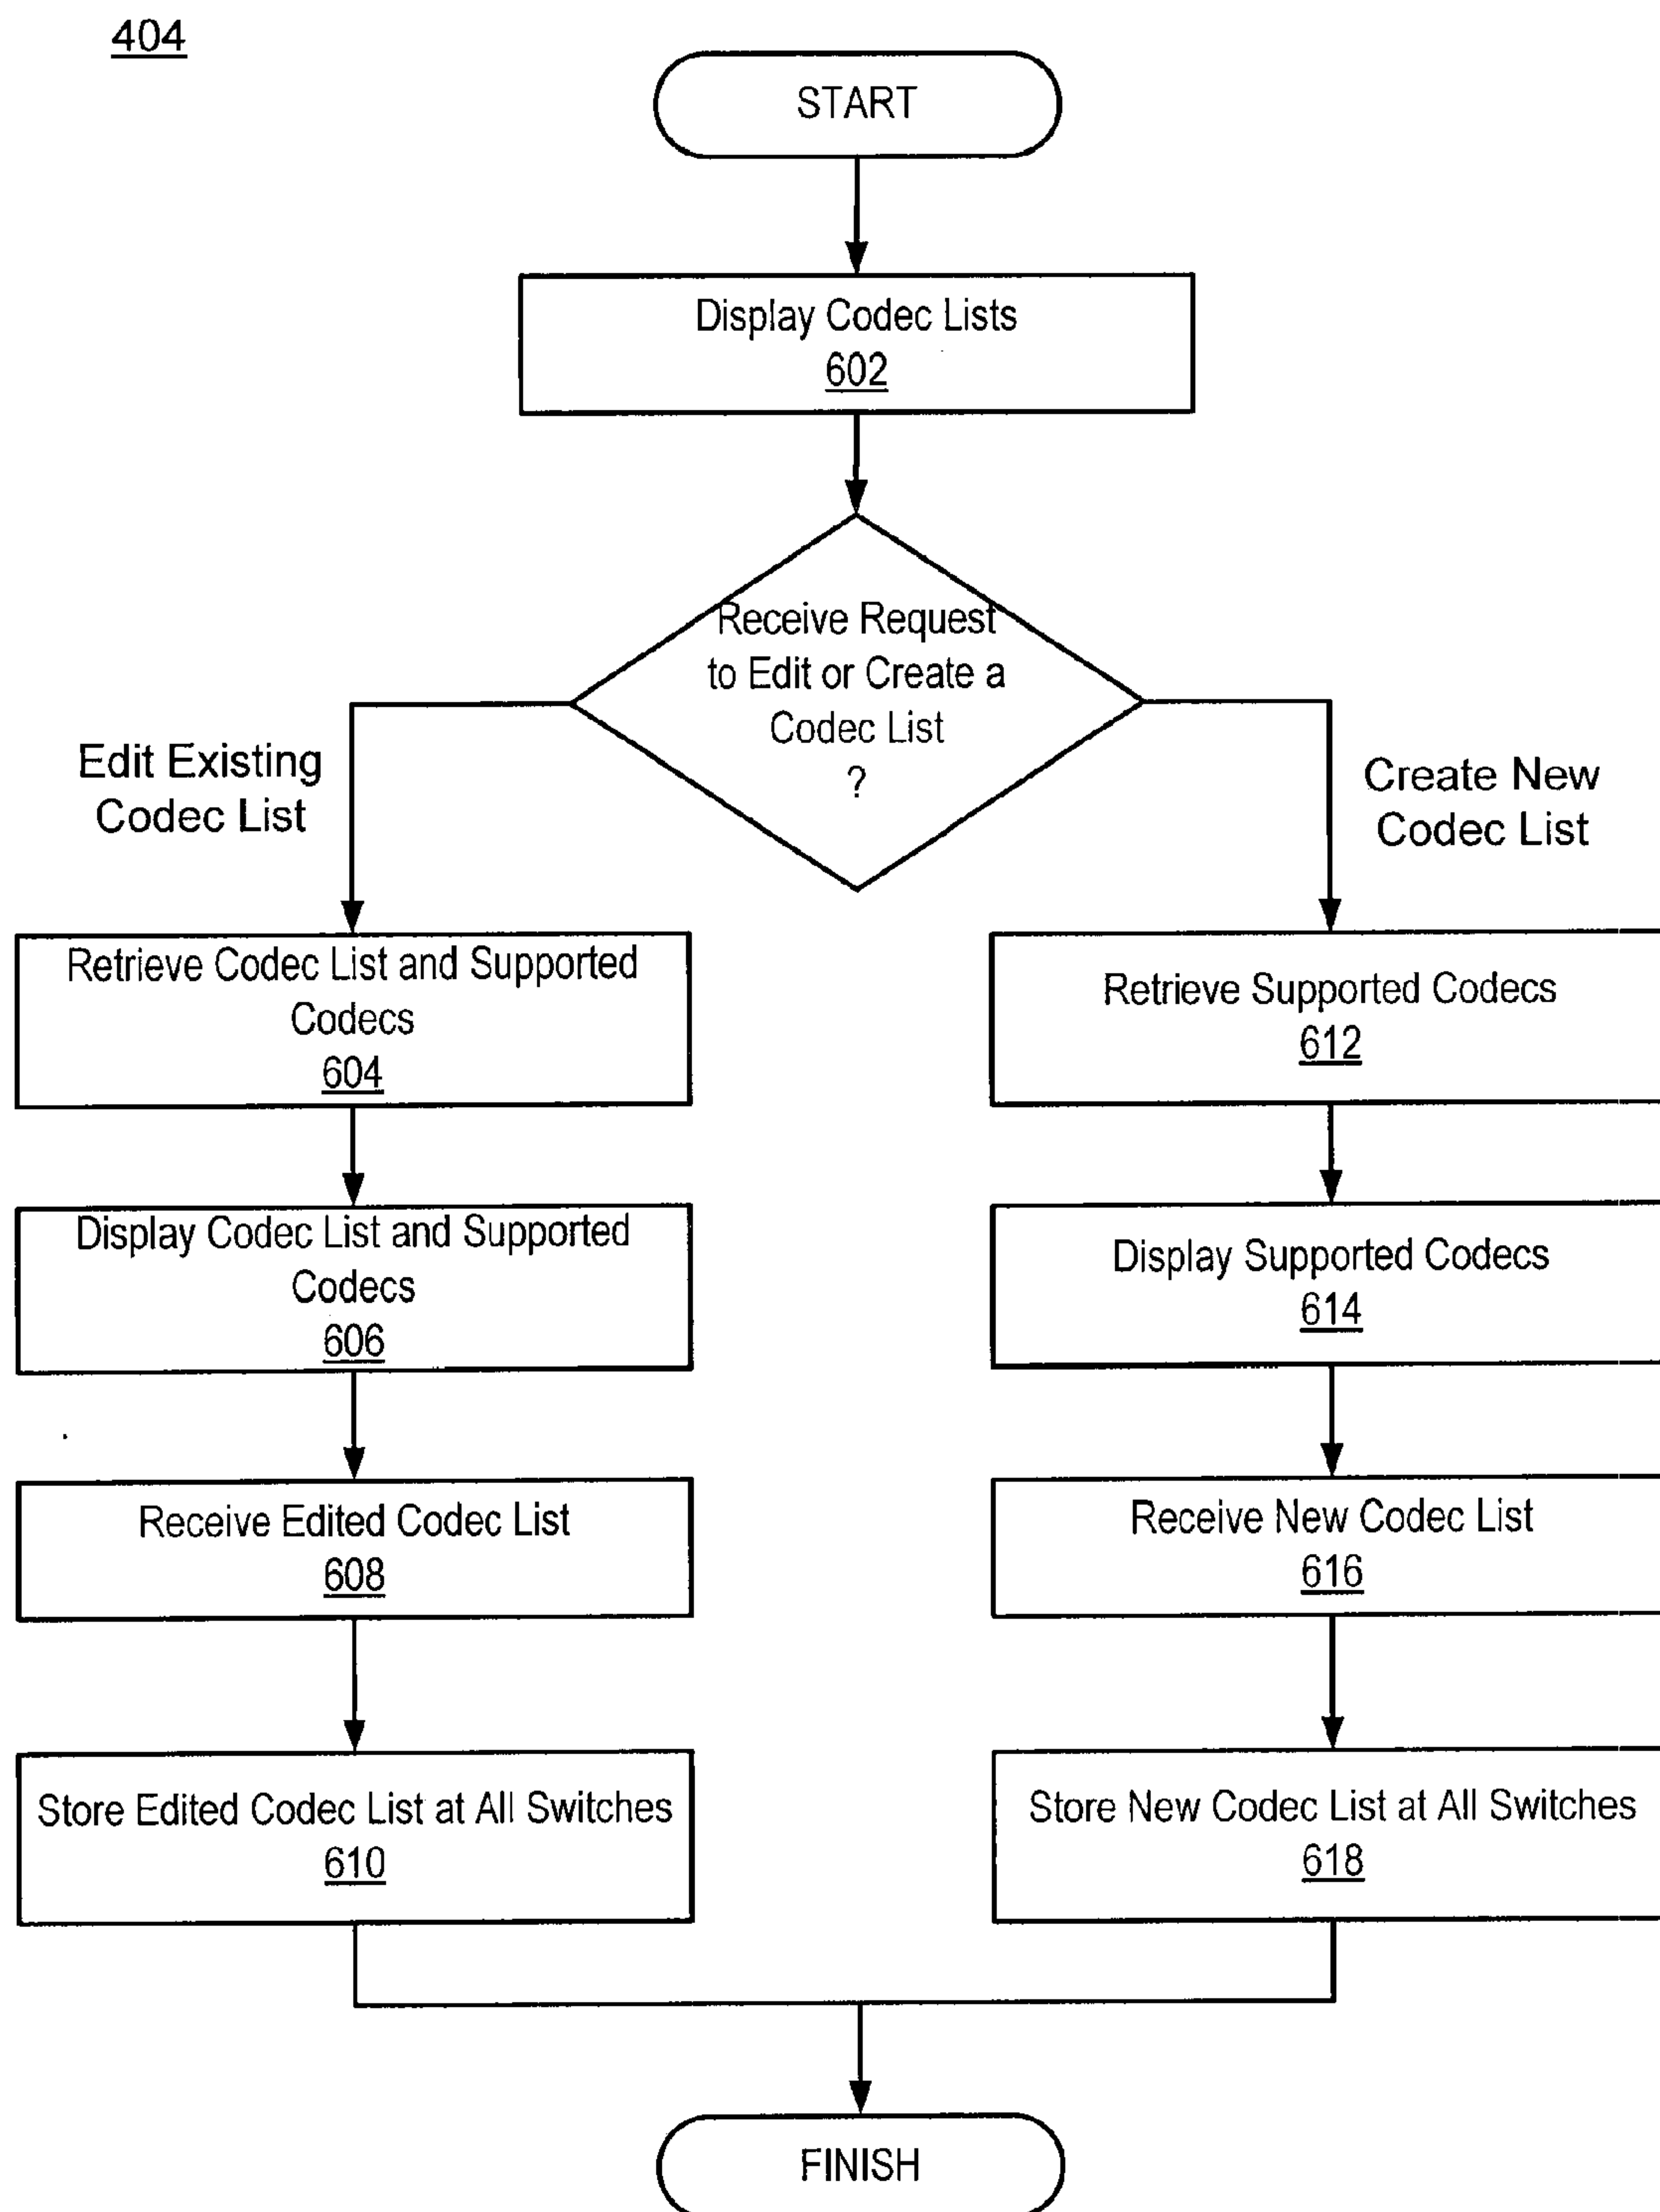 404
START
Display Codec Lists
602
Receive Request
to Edit or Create a
Codec List
?
Edit Existing
Codec List
Create New
Codec List
Retrieve Codec List and Supported
Codecs
604
Display Codec List and Supported
Codecs
606
Receive Edited Codec List
608
Store Edited Codec List at All Switches
610
Retrieve Supported Codecs
612
Display Supported Codecs
614
Receive New Codec List
616
Store New Codec List at All Switches
618
FINISH